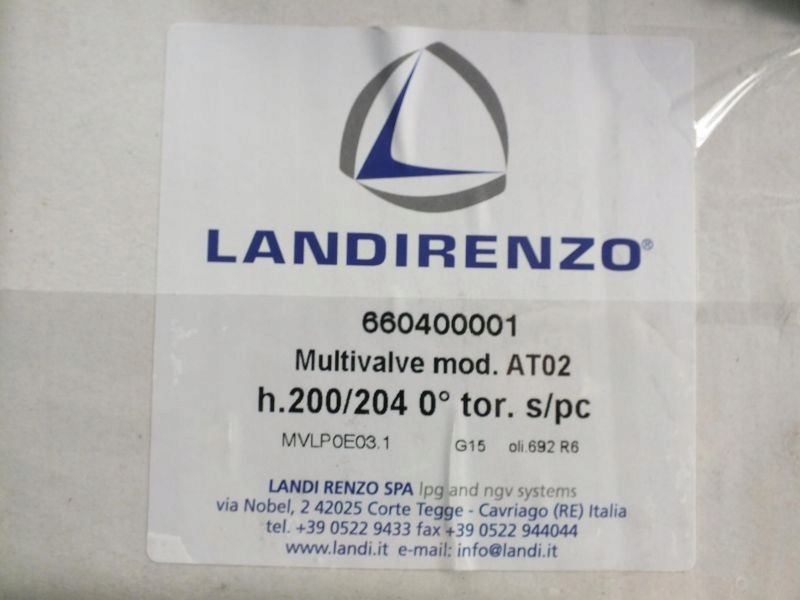 LANDIRENZO®
660400001
Multivalve mod. AT02
h.200/204 0° tor. s/pc
MVLP0E03.1 G15 oli.692 R6
LANDI RENZO SPA lpg and ngv systems
via Nobel, 2 42025 Corte Tegge - Cavriago (RE) Italia
tel. +39 0522 9433 fax +39 0522 944044
www.landi.it e-mail: info@landi.it